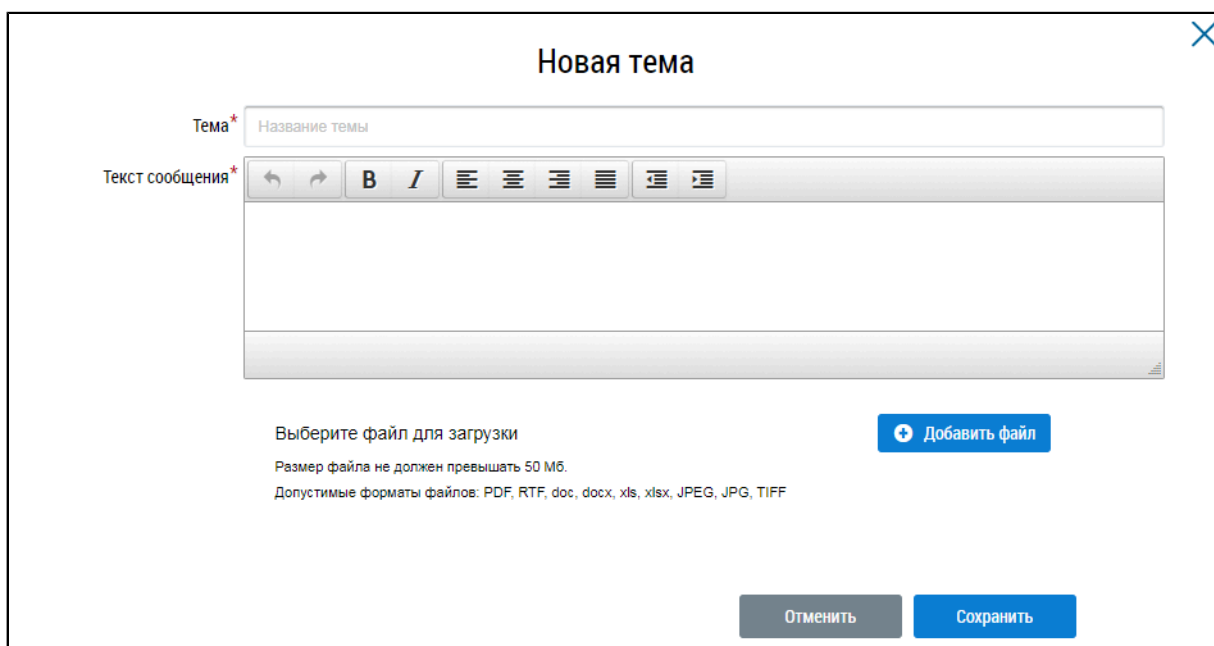 Новая тема
Тема*
Название темы
Текст сообщения*
B I
Выберите файл для загрузки
Добавить файл
Размер файла не должен превышать 50 Мб.
Допустимые форматы файлов: PDF, RTF, doc, docx, xls, xlsx, JPEG, JPG, TIFF
Отменить
Сохранить